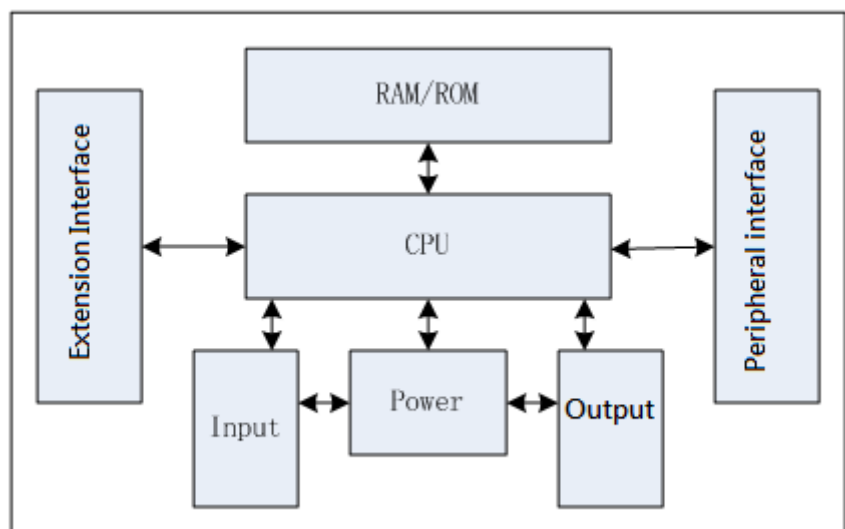 RAM/ROM
Extension Interface
CPU
Peripheral interface
Input
Power
Output